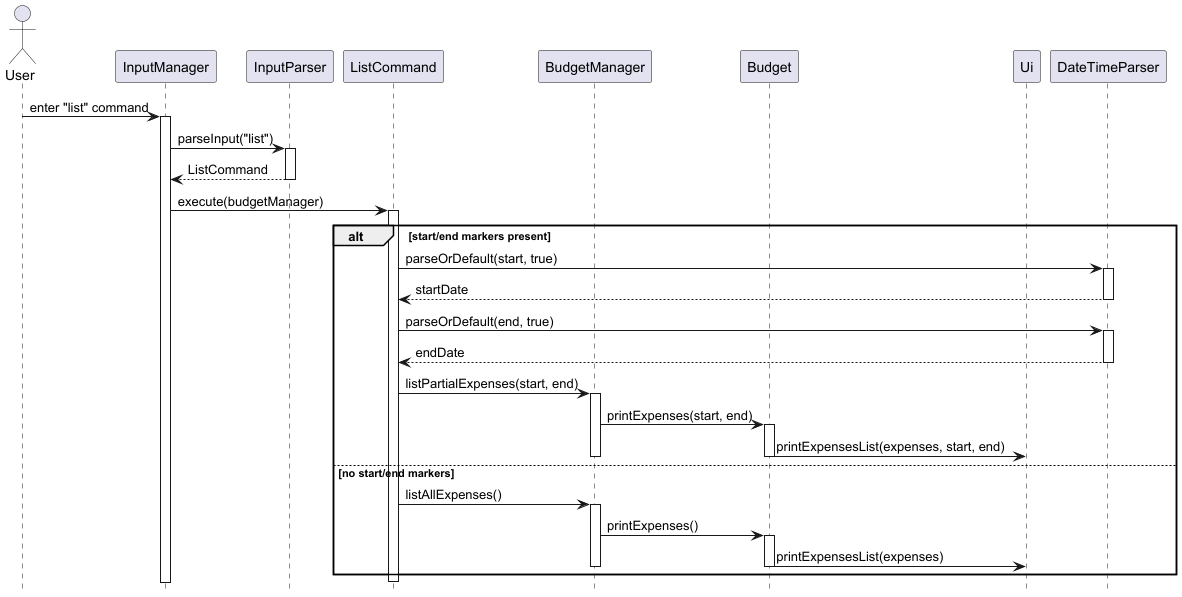 User
InputManager
InputParser
ListCommand
BudgetManager
Budget
Ui
DateTimeParser
enter "list" command
parseInput("list")
ListCommand
execute(budgetManager)
alt
[start/end markers present]
parseOrDefault(start, true)
startDate
parseOrDefault(end, true)
endDate
listPartialExpenses(start, end)
printExpenses(start, end)
printExpensesList(expenses, start, end)
[no start/end markers]
listAllExpenses()
printExpenses()
printExpensesList(expenses)